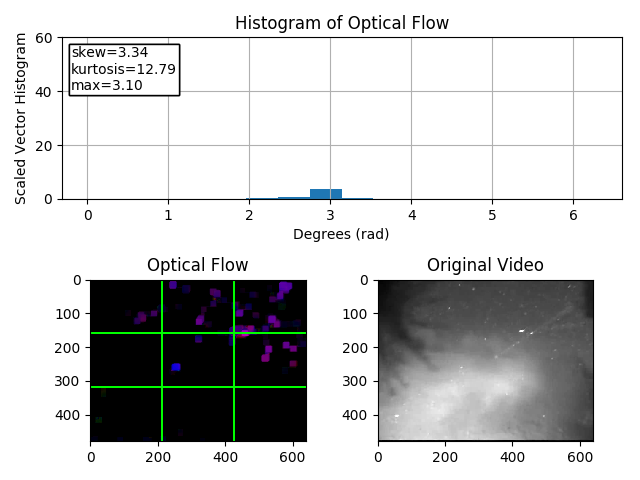 Histogram of Optical Flow
Scaled Vector Histogram
60
40
20
0
skew=3.34
kurtosis=12.79
max=3.10
0 1 2 3 4 5 6
Degrees (rad)
Optical Flow
0
100
200
300
400
0 200 400 600
Original Video
0
100
200
300
400
0 200 400 600